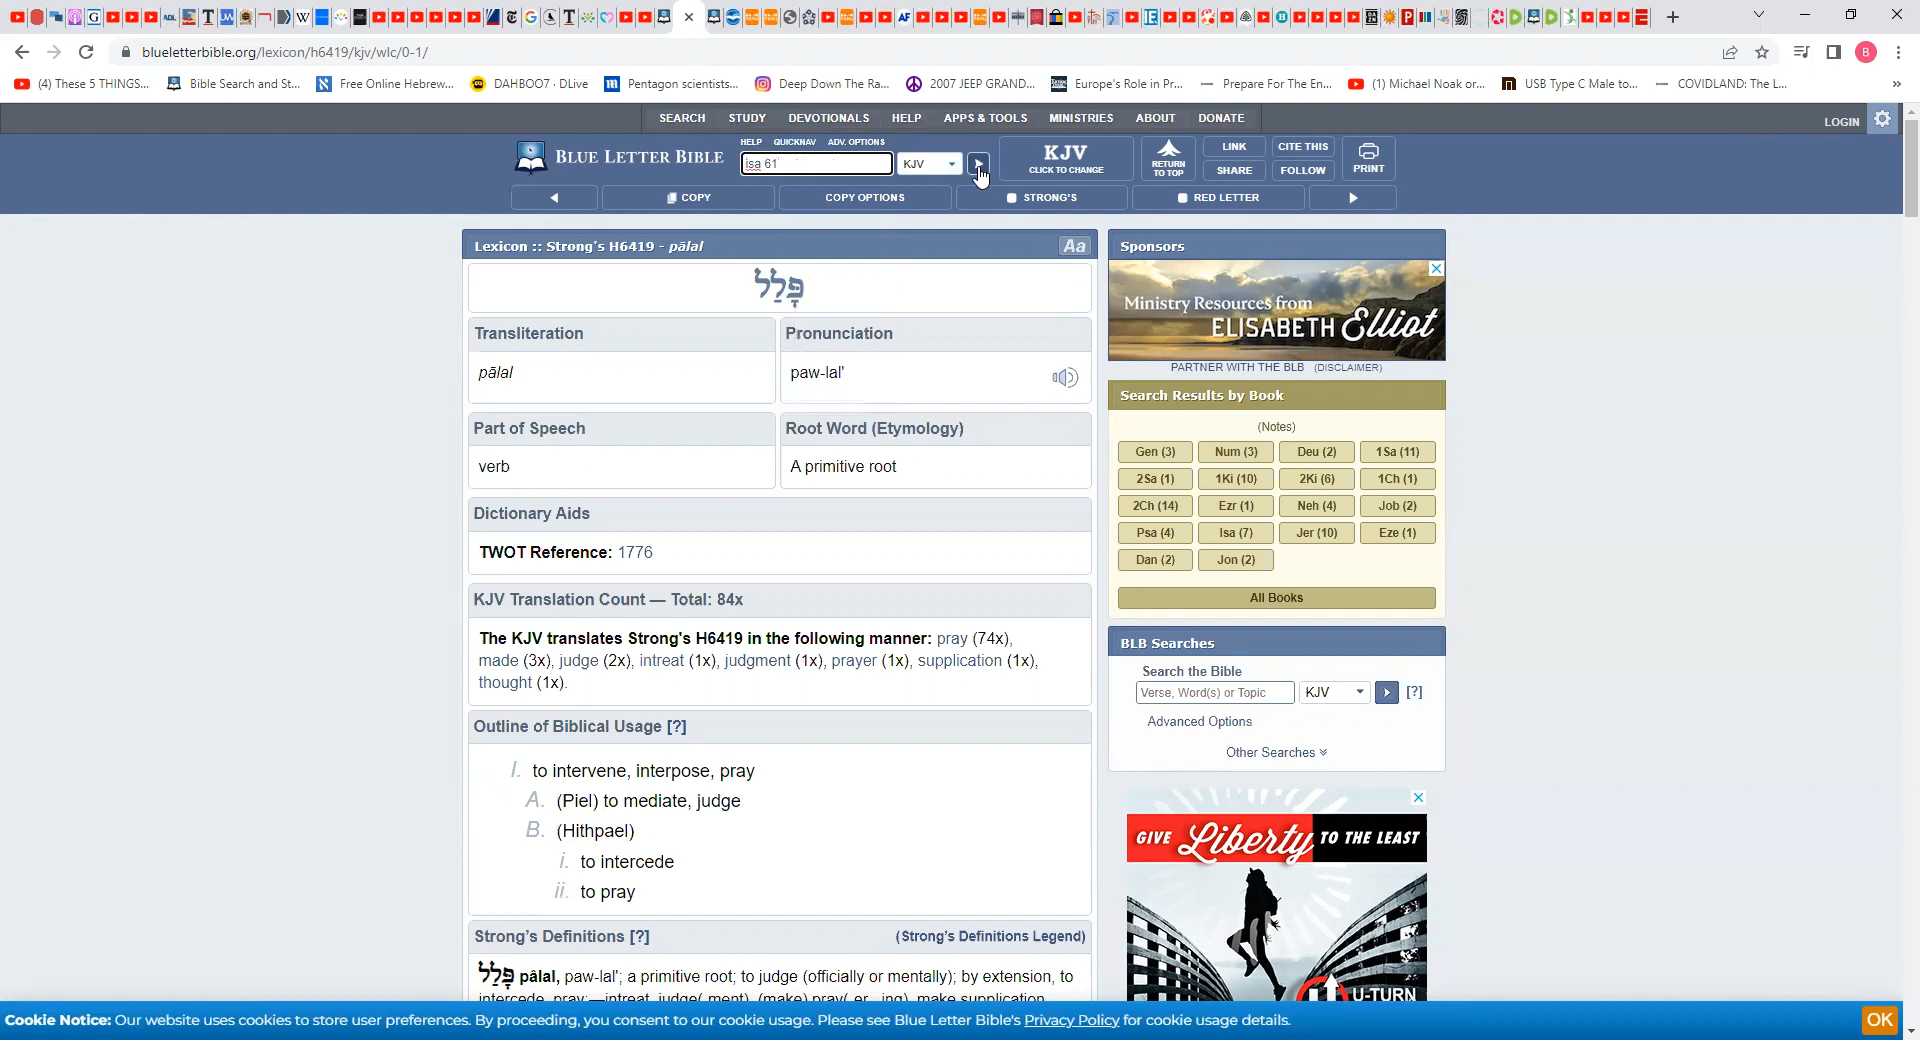 blueletterbible.org/lexicon/h6419/kjv/wlc/0-1/
B
(4) These 5 THINGS...
Bible Search and St...
Free Online Hebrew...
DAHBOO7 · DLive
Pentagon scientists...
Deep Down The Ra...
2007 JEEP GRAND...
Europe's Role in Pr...
Prepare For The En...
(1) Michael Noak or...
USB Type C Male to...
COVIDLAND: The L...
SEARCH STUDY DEVOTIONALS HELP APPS & TOOLS MINISTRIES ABOUT DONATE
LOGIN
BLUE LETTER BIBLE
HELP QUICKNAV ADV. OPTIONS
isa 61
KJV
KJV
CLICK TO CHANGE
RETURN
TO TOP
LINK
SHARE
CITE THIS
FOLLOW
PRINT
COPY
COPY OPTIONS
STRONG'S
RED LETTER
Lexicon :: Strong's H6419 - pālal
Aa
פָּלַל
Transliteration
pālal
Pronunciation
paw-lal'
Part of Speech
verb
Root Word (Etymology)
A primitive root
Dictionary Aids
TWOT Reference: 1776
KJV Translation Count — Total: 84x
The KJV translates Strong's H6419 in the following manner: pray (74x),
made (3x), judge (2x), intreat (1x), judgment (1x), prayer (1x), supplication (1x),
thought (1x).
Outline of Biblical Usage [?]
I. to intervene, interpose, pray
A. (Piel) to mediate, judge
B. (Hithpael)
i. to intercede
ii. to pray
Strong's Definitions [?]
(Strong's Definitions Legend)
פָּלַל pâlal, paw-lal'; a primitive root; to judge (officially or mentally); by extension, to
intercede, pray:—intreat, judge(-ment), (make) pray(-er, -ing), make supplication.
Sponsors
Ministry Resources from
ELISABETH Elliot
PARTNER WITH THE BLB (DISCLAIMER)
Search Results by Book
(Notes)
Gen (3) Num (3) Deu (2) 1Sa (11)
2Sa (1) 1Ki (10) 2Ki (6) 1Ch (1)
2Ch (14) Ezr (1) Neh (4) Job (2)
Psa (4) Isa (7) Jer (10) Eze (1)
Dan (2) Jon (2)
All Books
BLB Searches
Search the Bible
Verse, Word(s) or Topic
KJV
[?]
Advanced Options
Other Searches
GIVE Liberty TO THE LEAST
U-TURN
Cookie Notice: Our website uses cookies to store user preferences. By proceeding, you consent to our cookie usage. Please see Blue Letter Bible's Privacy Policy for cookie usage details.
OK